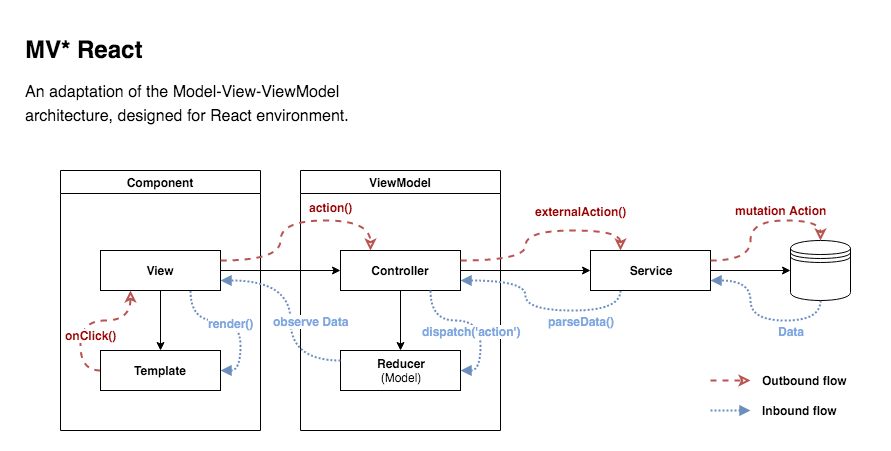 MV* React
An adaptation of the Model-View-ViewModel
architecture, designed for React environment.
Component
ViewModel
action()
externalAction()
mutation Action
View
Controller
Service
onClick()
render()
observe Data
dispatch('action')
parseData()
Data
Template
Reducer
(Model)
Outbound flow
Inbound flow